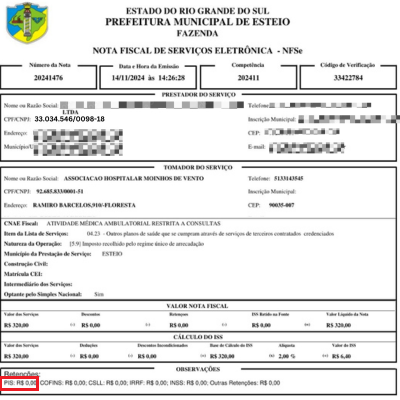 ESTADO DO RIO GRANDE DO SUL
PREFEITURA MUNICIPAL DE ESTEIO
FAZENDA
NOTA FISCAL DE SERVIÇOS ELETRÔNICA - NFSe
Número da Nota Data e Hora da Emissão Competência Código de Verificação
20241476 14/11/2024 às 14:26:28 202411 33422784
PRESTADOR DO SERVIÇO
Nome ou Razão Social: Telefone:
LTDA
CPF/CNPJ: 33.034.546/0098-18 Inscrição Municipal:
Endereço: CEP:
Município/U E-mail:
TOMADOR DO SERVIÇO
Nome ou Razão Social: ASSOCIACAO HOSPITALAR MOINHOS DE VENTO Telefone: 5133143545
CPF/CNPJ: 92.685.833/0001-51 Inscrição Municipal:
Endereço: RAMIRO BARCELOS,910/-FLORESTA CEP: 90035-007
CNAE Fiscal: ATIVIDADE MÉDICA AMBULATORIAL RESTRITA A CONSULTAS
Item da Lista de Serviços: 04.23 - Outros planos de saúde que se cumpram através de serviços de terceiros contratados credenciados
Natureza da Operação: [5.9] Imposto recolhido pelo regime único de arrecadação
Município da Prestação de Serviço: ESTEIO
Construção Civil:
Matrícula CEI:
Intermediário dos Serviços:
Optante pelo Simples Nacional: Sim
VALOR NOTA FISCAL
Valor dos Serviços Descontos Retenções ISS Retido na Fonte Valor Líquido da Nota
R$ 320,00 (-) R$ 0,00 (-) R$ 0,00 (-) R$ 0,00 (=) R$ 320,00
CÁLCULO DO ISS
Valor dos Serviços Deduções Descontos Incondicionados Base de Cálculo Alíquota Valor do ISS
R$ 320,00 (-) R$ 0,00 (-) R$ 0,00 (=) R$ 320,00 (x) 2,00 % (=) R$ 6,40
OBSERVAÇÕES
Retenções:
PIS: R$ 0,00; COFINS: R$ 0,00; CSLL: R$ 0,00; IRRF: R$ 0,00; INSS: R$ 0,00; Outras Retenções: R$ 0,00